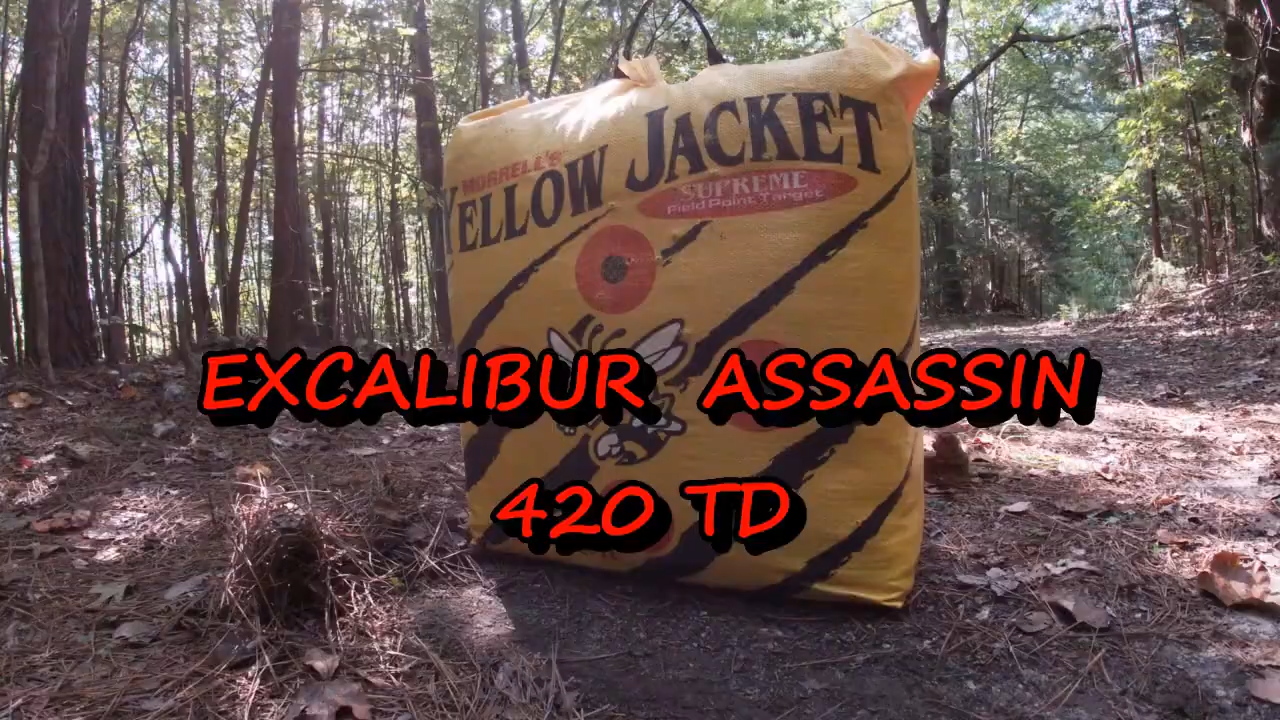 MORRELL'S
YELLOW JACKET
SUPREME
Field Point Target
EXCALIBUR ASSASSIN
420 TD